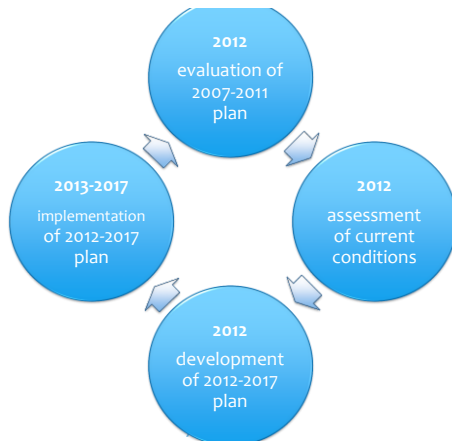 2012
evaluation of
2007-2011
plan
2012
assessment
of current
conditions
2012
development
of 2012-2017
plan
2013-2017
implementation
of 2012-2017
plan